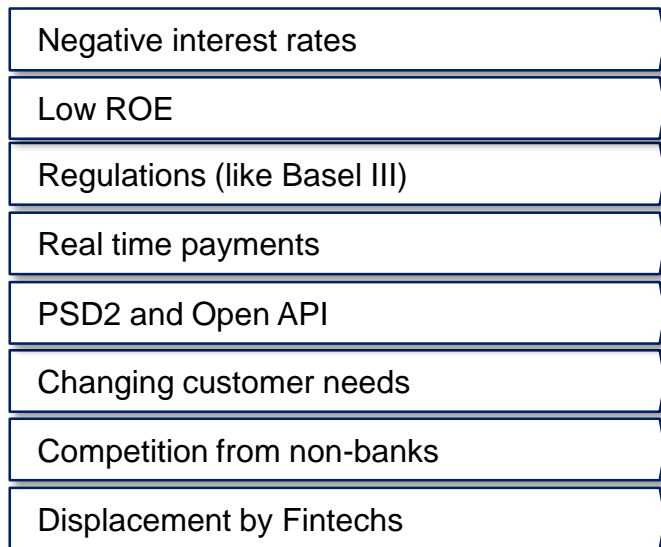 Negative interest rates
Low ROE
Regulations (like Basel III)
Real time payments
PSD2 and Open API
Changing customer needs
Competition from non-banks
Displacement by Fintechs